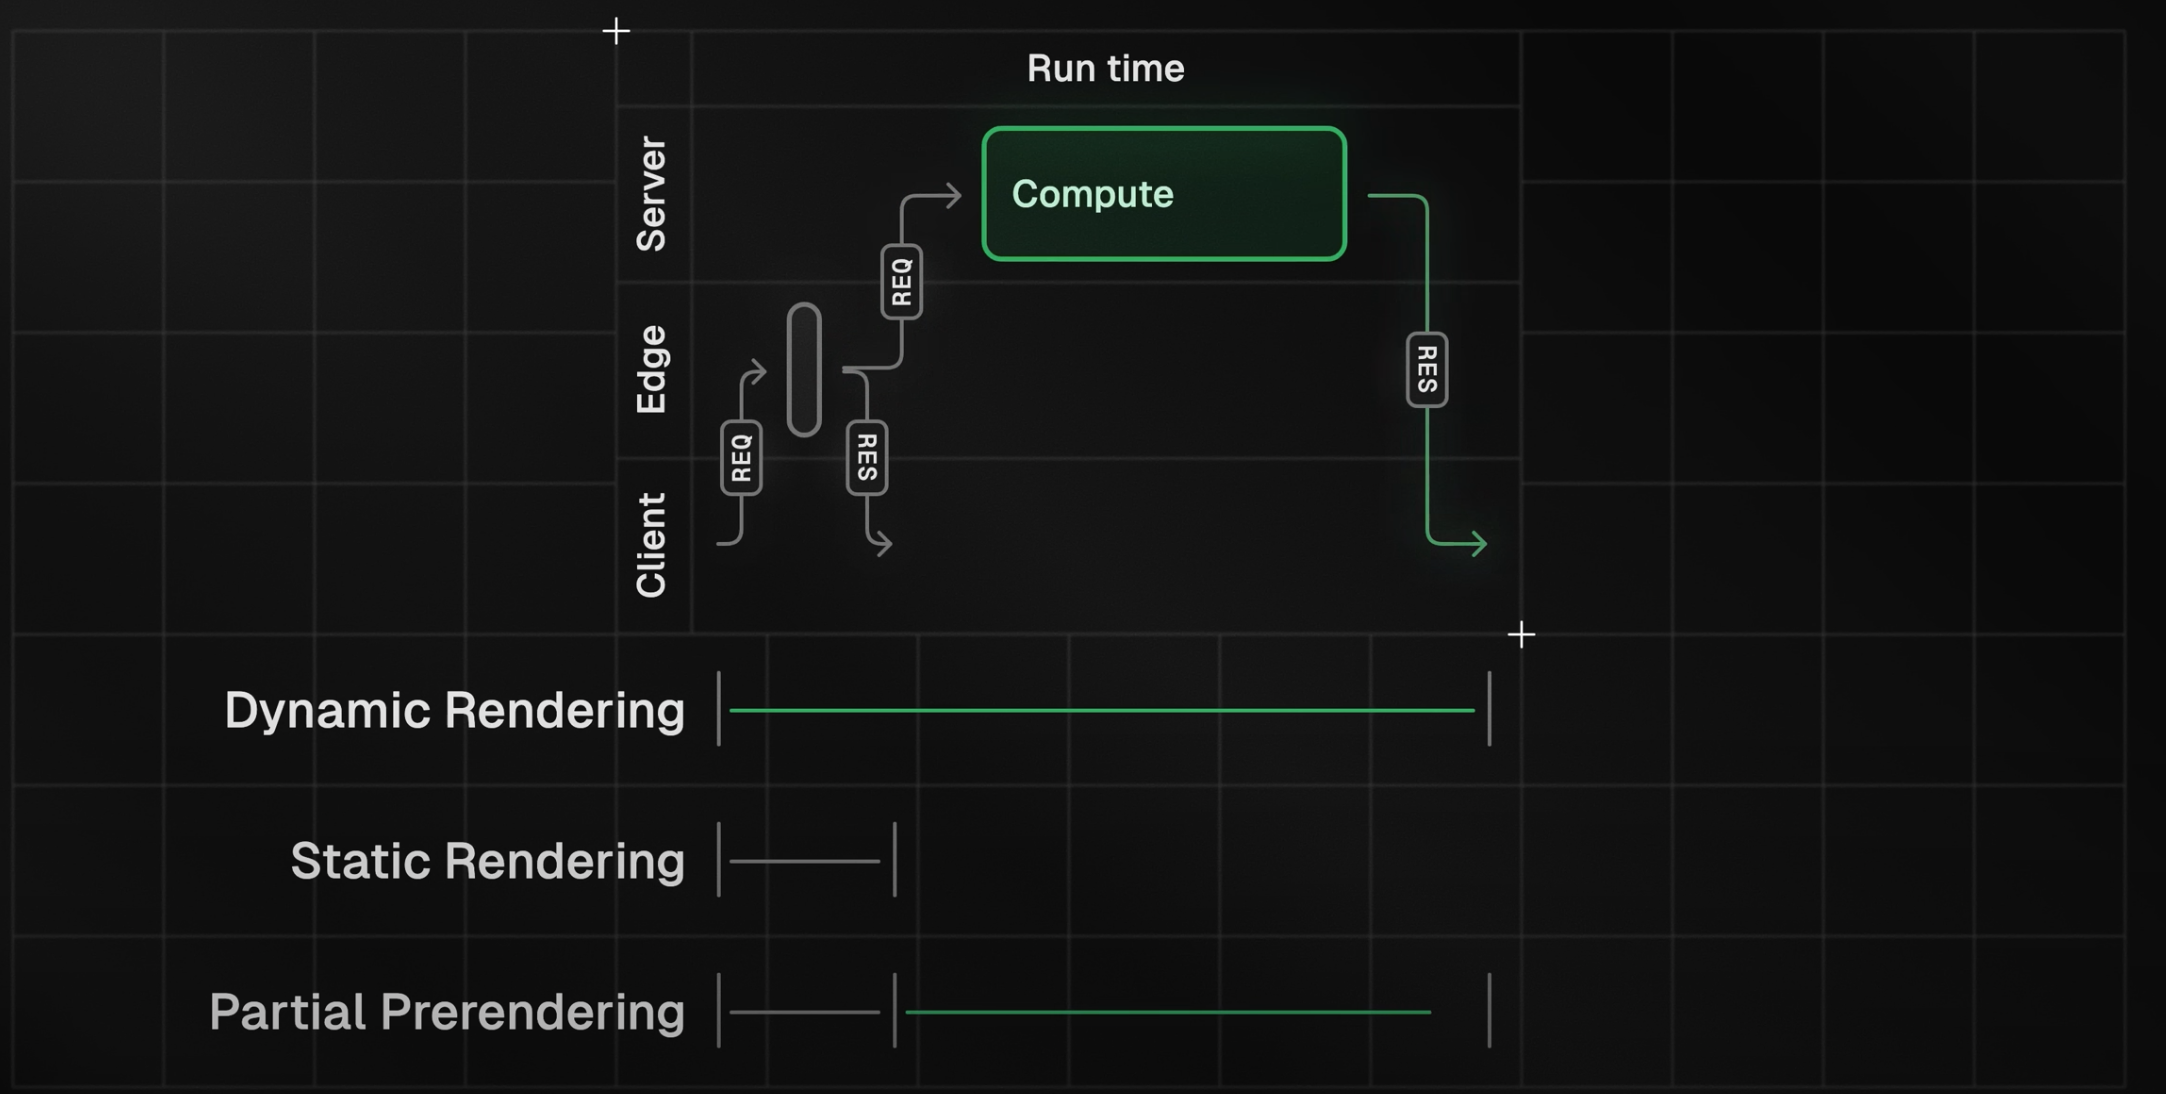 Run time
Server
Compute
REQ
Edge
RES
REQ
RES
Client
Dynamic Rendering
Static Rendering
Partial Prerendering